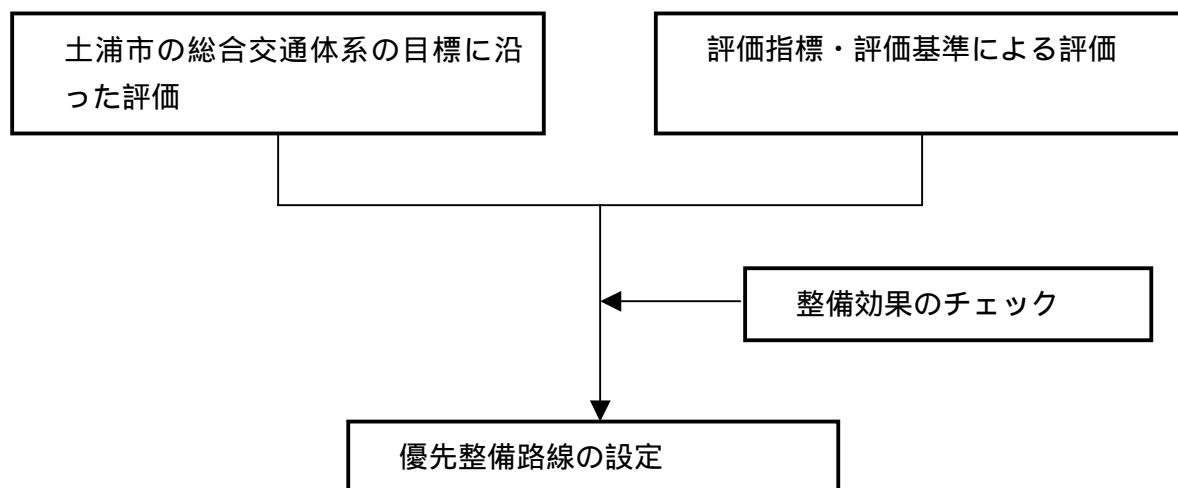 土浦市の総合交通体系の目標に沿
った評価
評価指標・評価基準による評価
整備効果のチェック
優先整備路線の設定